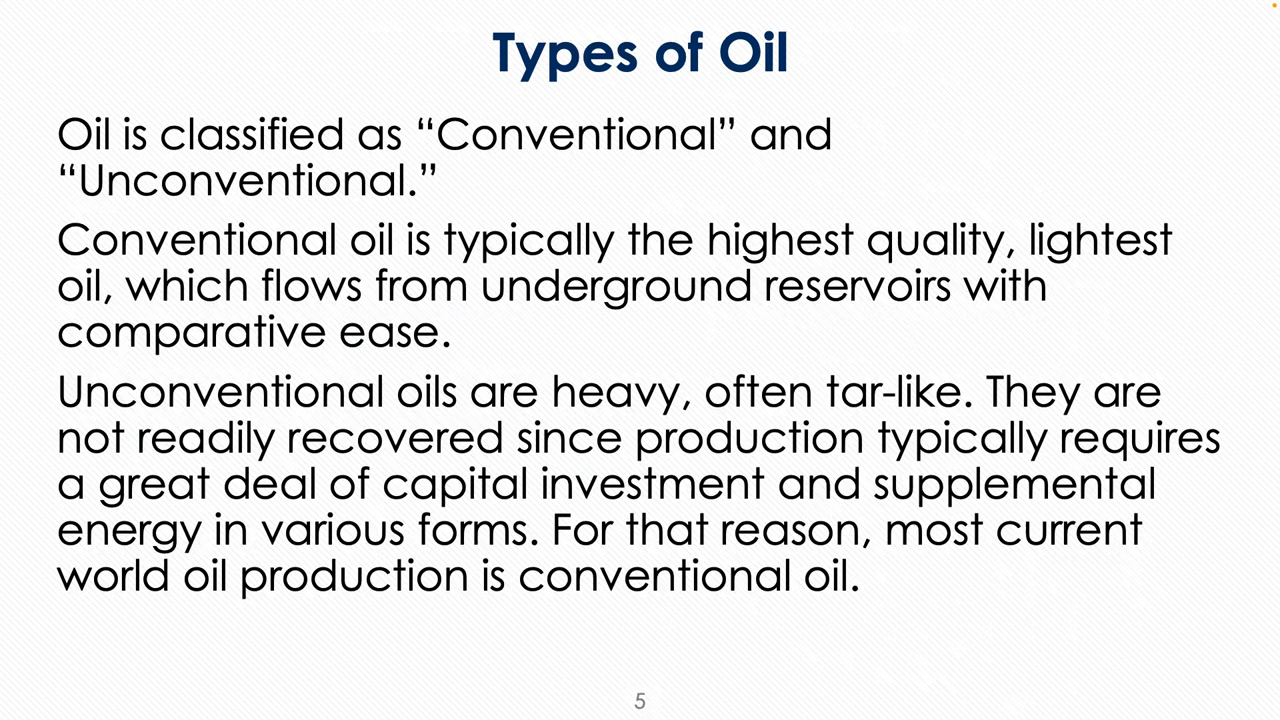 Types of Oil
Oil is classified as “Conventional” and
“Unconventional.”
Conventional oil is typically the highest quality, lightest
oil, which flows from underground reservoirs with
comparative ease.
Unconventional oils are heavy, often tar-like. They are
not readily recovered since production typically requires
a great deal of capital investment and supplemental
energy in various forms. For that reason, most current
world oil production is conventional oil.
5